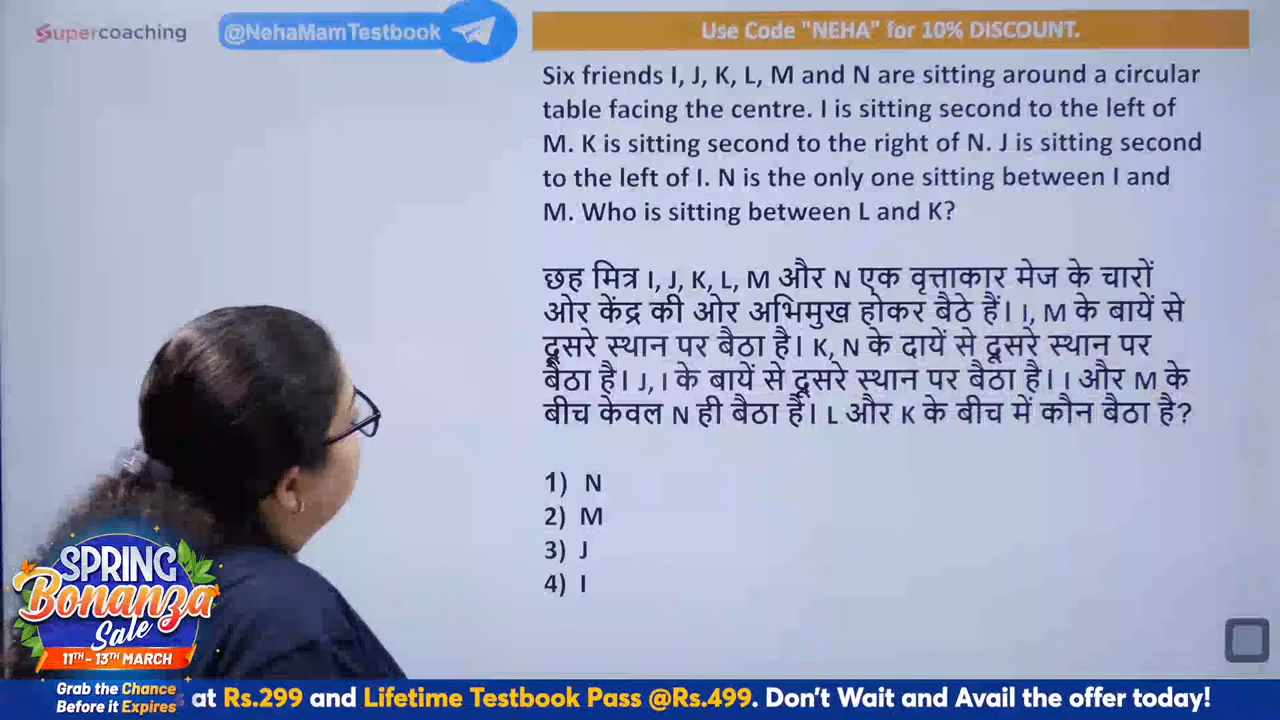 Supercoaching
@NehaMamTestbook
Use Code "NEHA" for 10% DISCOUNT.
Six friends I, J, K, L, M and N are sitting around a circular
table facing the centre. I is sitting second to the left of
M. K is sitting second to the right of N. J is sitting second
to the left of I. N is the only one sitting between I and
M. Who is sitting between L and K?
छह मित्र I, J, K, L, M और N एक वृत्ताकार मेज के चारों
ओर केंद्र की ओर अभिमुख होकर बैठे हैं। I, M के बायें से
दूसरे स्थान पर बैठा है। K, N के दायें से दूसरे स्थान पर
बैठा है। J, I के बायें से दूसरे स्थान पर बैठा है। I और M के
बीच केवल N ही बैठा है। L और K के बीच में कौन बैठा है?
1) N
2) M
3) J
4) I
SPRING
Bonanza
Sale
11TH - 13TH MARCH
Grab the Chance
Before it Expires
at Rs.299 and Lifetime Testbook Pass @Rs.499. Don't Wait and Avail the offer today!